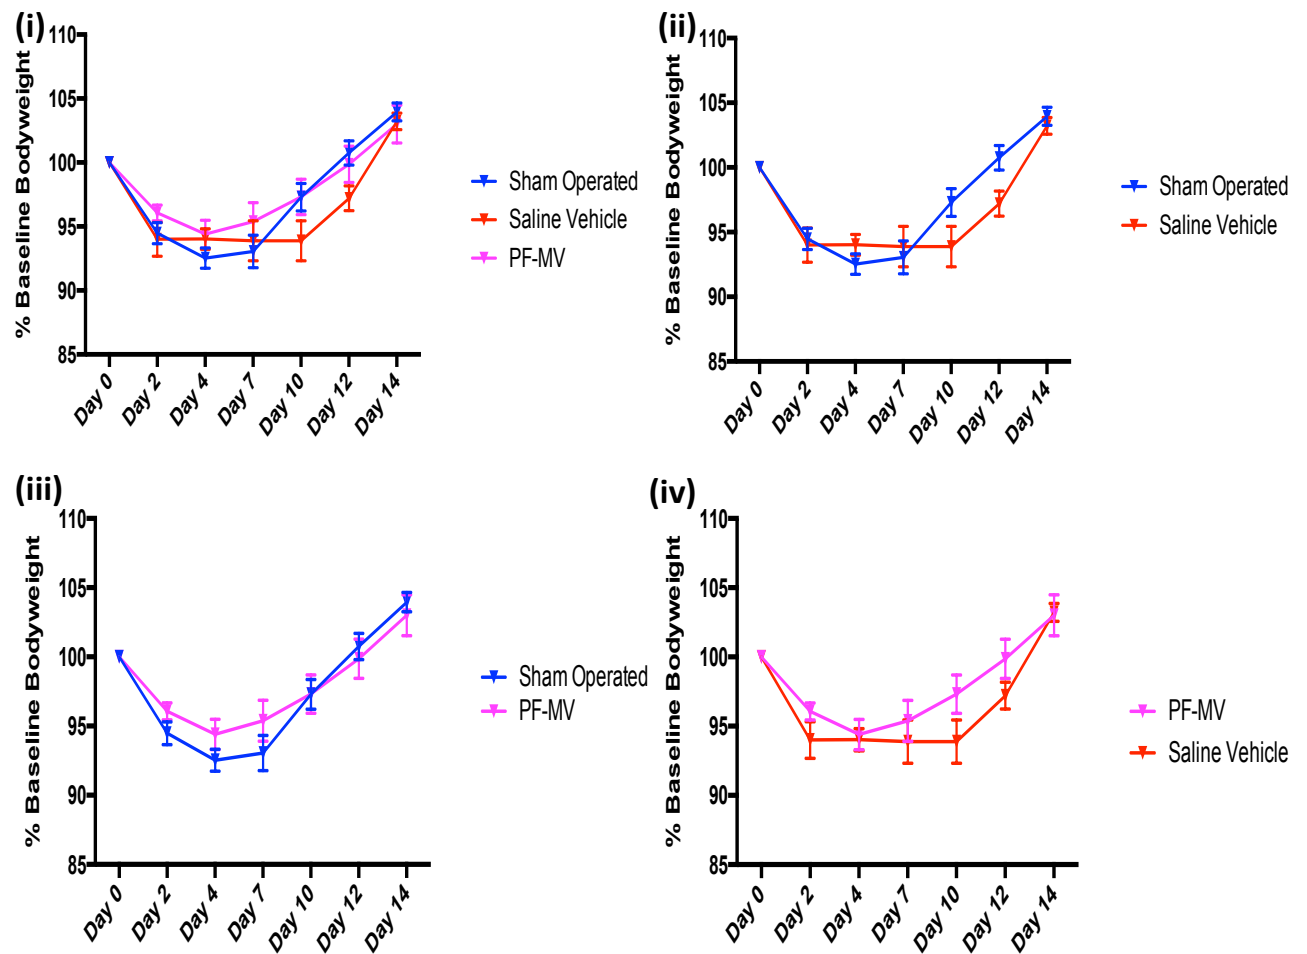 (i)
% Baseline Bodyweight
110
105
100
95
90
85
Day 0
Day 2
Day 4
Day 7
Day 10
Day 12
Day 14
Sham Operated
Saline Vehicle
PF-MV
(ii)
% Baseline Bodyweight
110
105
100
95
90
85
Day 0
Day 2
Day 4
Day 7
Day 10
Day 12
Day 14
Sham Operated
Saline Vehicle
(iii)
% Baseline Bodyweight
110
105
100
95
90
85
Day 0
Day 2
Day 4
Day 7
Day 10
Day 12
Day 14
Sham Operated
PF-MV
(iv)
% Baseline Bodyweight
110
105
100
95
90
85
Day 0
Day 2
Day 4
Day 7
Day 10
Day 12
Day 14
PF-MV
Saline Vehicle